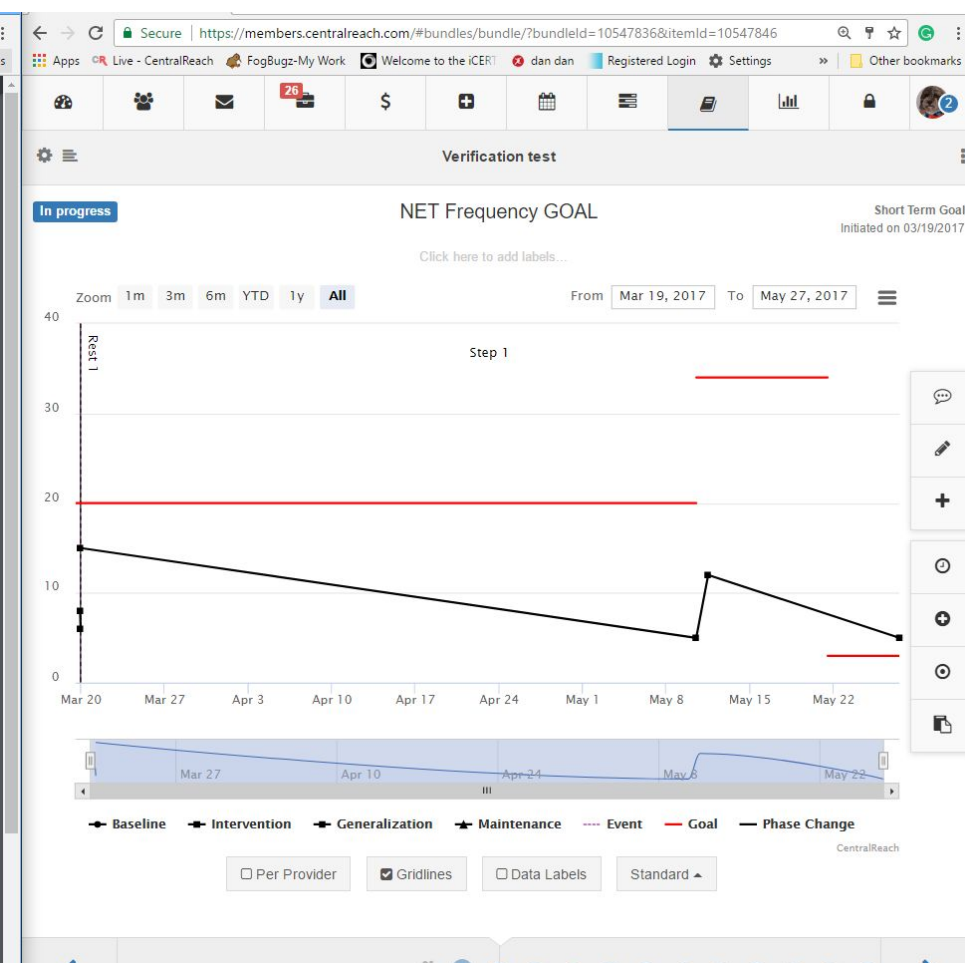 s
Secure https://members.centralreach.com/#bundles/bundle/?bundleId=10547836&itemId=10547846
Apps CR Live - CentralReach FogBugz-My Work Welcome to the iCERT dan dan Registered Login Settings » Other bookmarks
26 $ 2
Verification test
In progress
NET Frequency GOAL
Short Term Goal
Initiated on 03/19/2017
Click here to add labels...
Zoom 1m 3m 6m YTD 1y All From Mar 19, 2017 To May 27, 2017
40
Rest 1
Step 1
30
20
10
0
Mar 20 Mar 27 Apr 3 Apr 10 Apr 17 Apr 24 May 1 May 8 May 15 May 22
Mar 27 Apr 10 Apr 24 May 8 May 22
Baseline Intervention Generalization Maintenance Event Goal Phase Change
CentralReach
Per Provider Gridlines Data Labels Standard